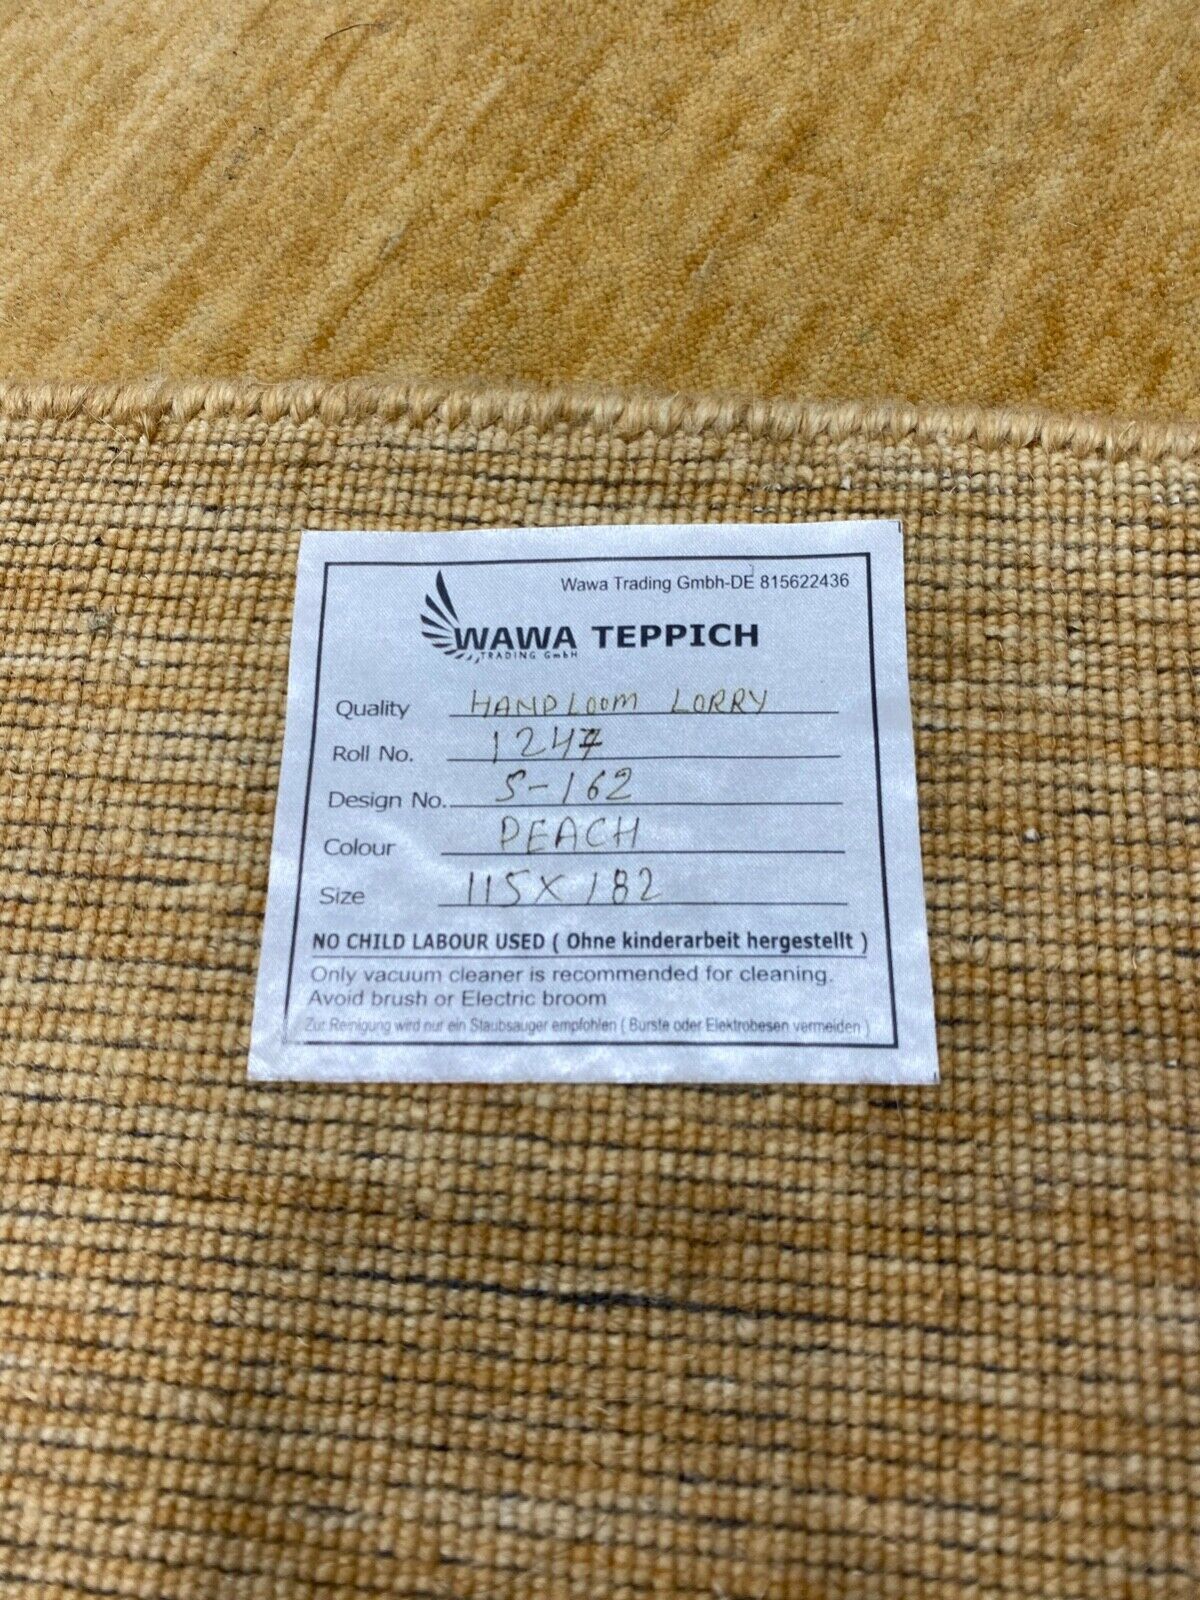 Wawa Trading Gmbh-DE 815622436
WAWA TEPPICH
TRADING GmbH
Quality HANDLOOM LORRY
Roll No. 1247
Design No. S-162
Colour PEACH
Size 115X182
NO CHILD LABOUR USED ( Ohne kinderarbeit hergestellt )
Only vacuum cleaner is recommended for cleaning.
Avoid brush or Electric broom
Zur Reinigung wird nur ein Staubsauger empfohlen ( Burste oder Elektrobesen vermeiden )